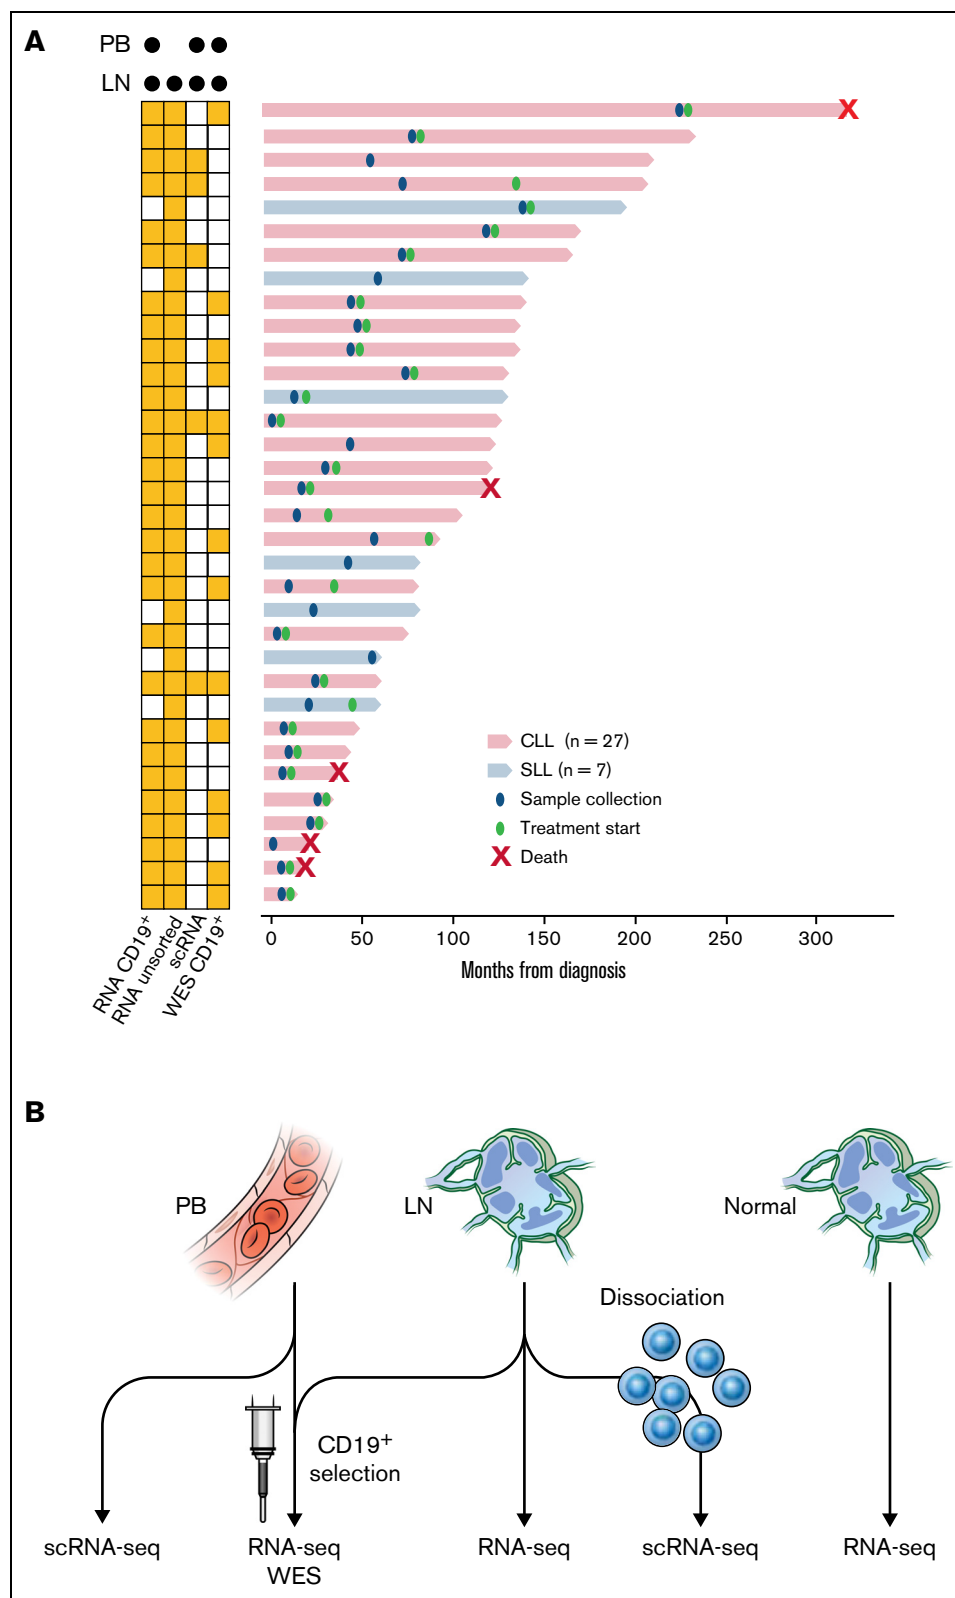 A
PB
LN
CLL (n = 27)
SLL (n = 7)
Sample collection
Treatment start
X Death
RNA CD19+
RNA unsorted
scRNA
WES CD19+
0 50 100 150 200 250 300
Months from diagnosis
B
PB
LN
Normal
Dissociation
CD19+
selection
scRNA-seq
RNA-seq
WES
RNA-seq
scRNA-seq
RNA-seq